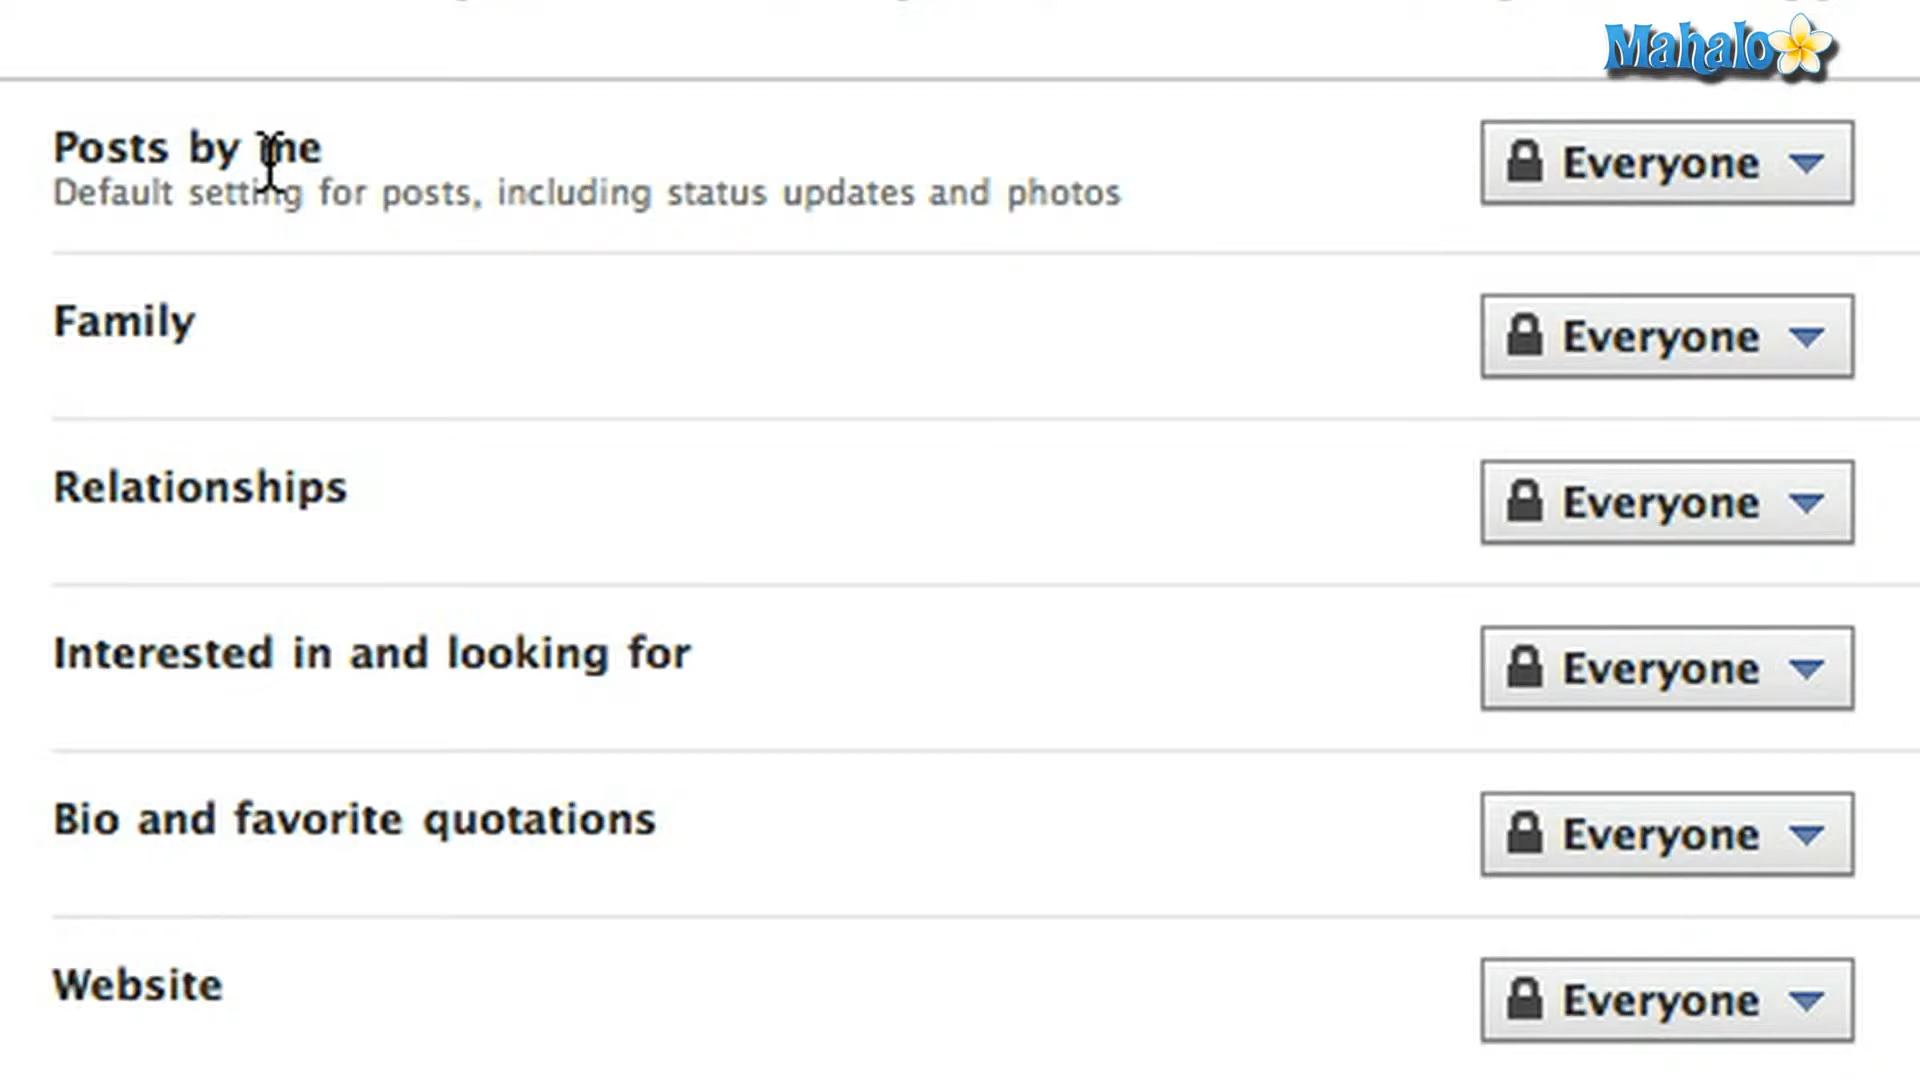 Mahalo
Posts by me
Everyone
Default setting for posts, including status updates and photos
Family
Everyone
Relationships
Everyone
Interested in and looking for
Everyone
Bio and favorite quotations
Everyone
Website
Everyone